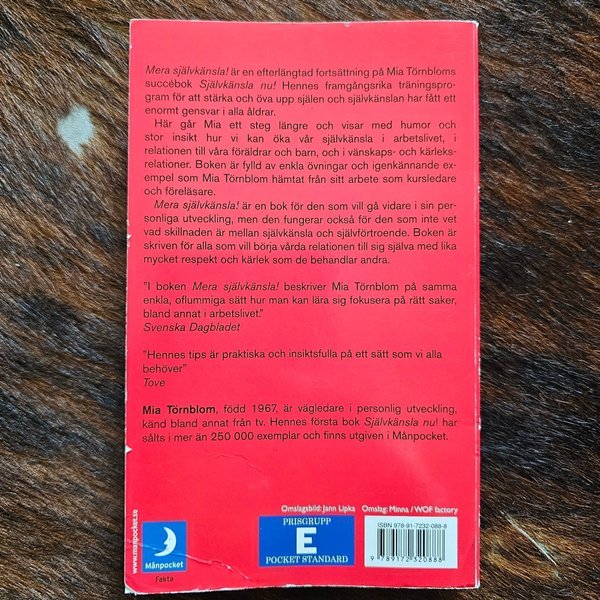 Mera självkänsla! är en efterlängtad fortsättning på Mia Törnbloms
succébok Självkänsla nu! Hennes framgångsrika träningspro-
gram för att stärka och öva upp själen och självkänslan har fått ett
enormt gensvar i alla åldrar.
Här går Mia ett steg längre och visar med humor och
stor insikt hur vi kan öka vår självkänsla i arbetslivet, i
relationen till våra föräldrar och barn, och i vänskaps- och kärleks-
relationer. Boken är fylld av enkla övningar och igenkännande ex-
empel som Mia Törnblom hämtat från sitt arbete som kursledare
och föreläsare.
Mera självkänsla! är en bok för den som vill gå vidare i sin per-
sonliga utveckling, men den fungerar också för den som inte vet
vad skillnaden är mellan självkänsla och självförtroende. Boken är
skriven för alla som vill börja vårda relationen till sig själva med lika
mycket respekt och kärlek som de behandlar andra.
"I boken Mera självkänsla! beskriver Mia Törnblom på samma
enkla, oflummiga sätt hur man kan lära sig fokusera på rätt saker,
bland annat i arbetslivet."
Svenska Dagbladet
"Hennes tips är praktiska och insiktsfulla på ett sätt som vi alla
behöver"
Tove
Mia Törnblom, född 1967, är vägledare i personlig utveckling,
känd bland annat från tv. Hennes första bok Självkänsla nu! har
sålts i mer än 250 000 exemplar och finns utgiven i Månpocket.
Omslagsbild: Jann Lipka Omslag: Minna / WOF factory
www.manpocket.se
Månpocket
Fakta
PRISGRUPP
E
POCKET STANDARD
ISBN 978-91-7232-088-8
9 789172 320888